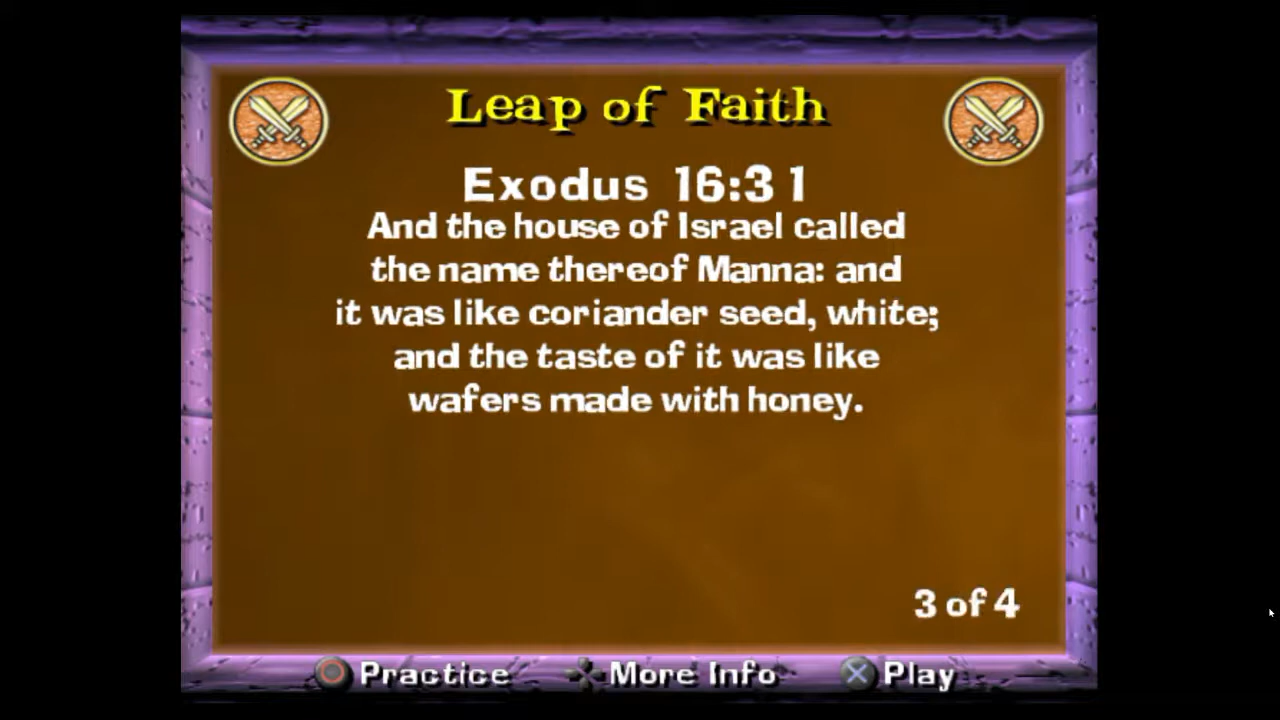 Leap of Faith
Exodus 16:31
And the house of Israel called
the name thereof Manna: and
it was like coriander seed, white;
and the taste of it was like
wafers made with honey.
3 of 4
Practice More Info Play